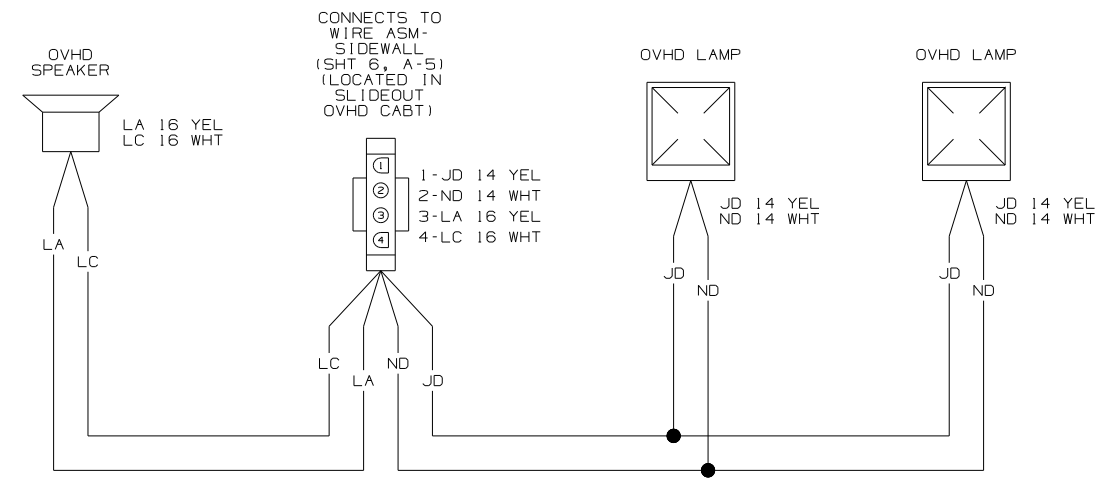 OVHD
SPEAKER
LA 16 YEL
LC 16 WHT
CONNECTS TO
WIRE ASM-
SIDEWALL
(SHT 6, A-5)
(LOCATED IN
SLIDEOUT
OVHD CABT)
1
2
3
4
1-JD 14 YEL
2-ND 14 WHT
3-LA 16 YEL
4-LC 16 WHT
OVHD LAMP
JD 14 YEL
ND 14 WHT
OVHD LAMP
JD 14 YEL
ND 14 WHT
LA
LC
LC
LA
ND
JD
JD
ND
JD
ND